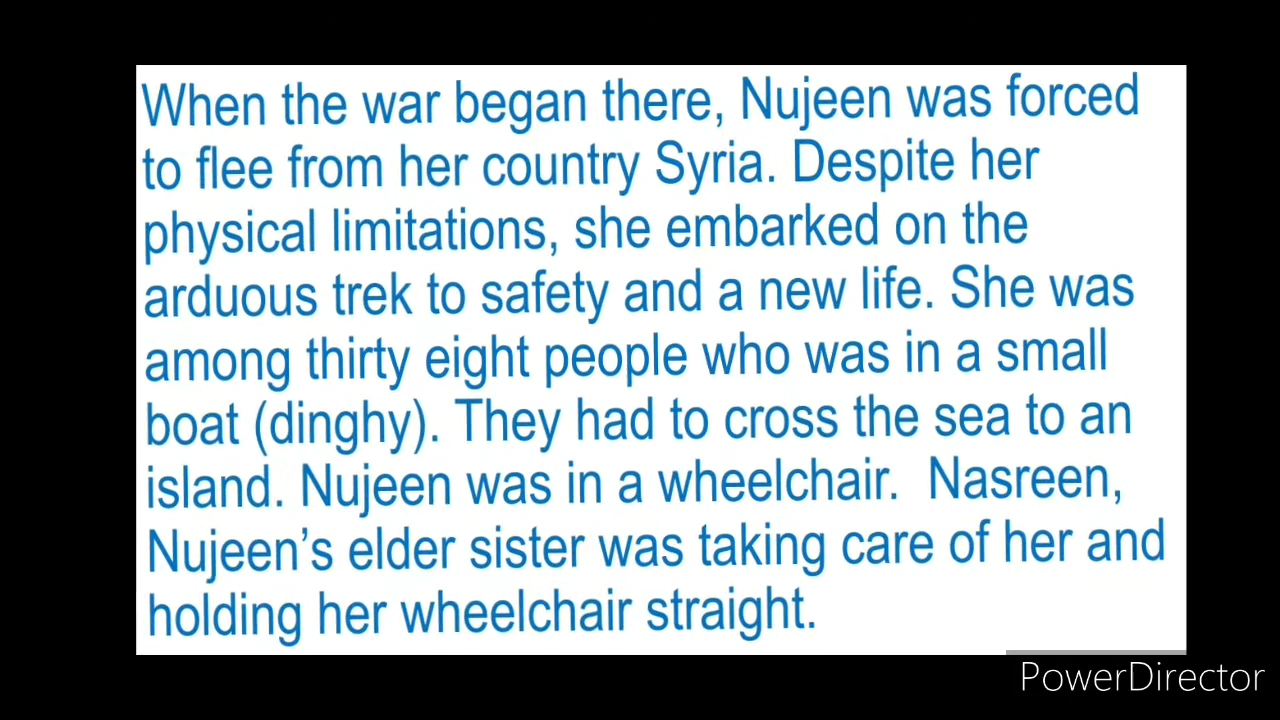 When the war began there, Nujeen was forced
to flee from her country Syria. Despite her
physical limitations, she embarked on the
arduous trek to safety and a new life. She was
among thirty eight people who was in a small
boat (dinghy). They had to cross the sea to an
island. Nujeen was in a wheelchair.  Nasreen,
Nujeen’s elder sister was taking care of her and
holding her wheelchair straight.
PowerDirector